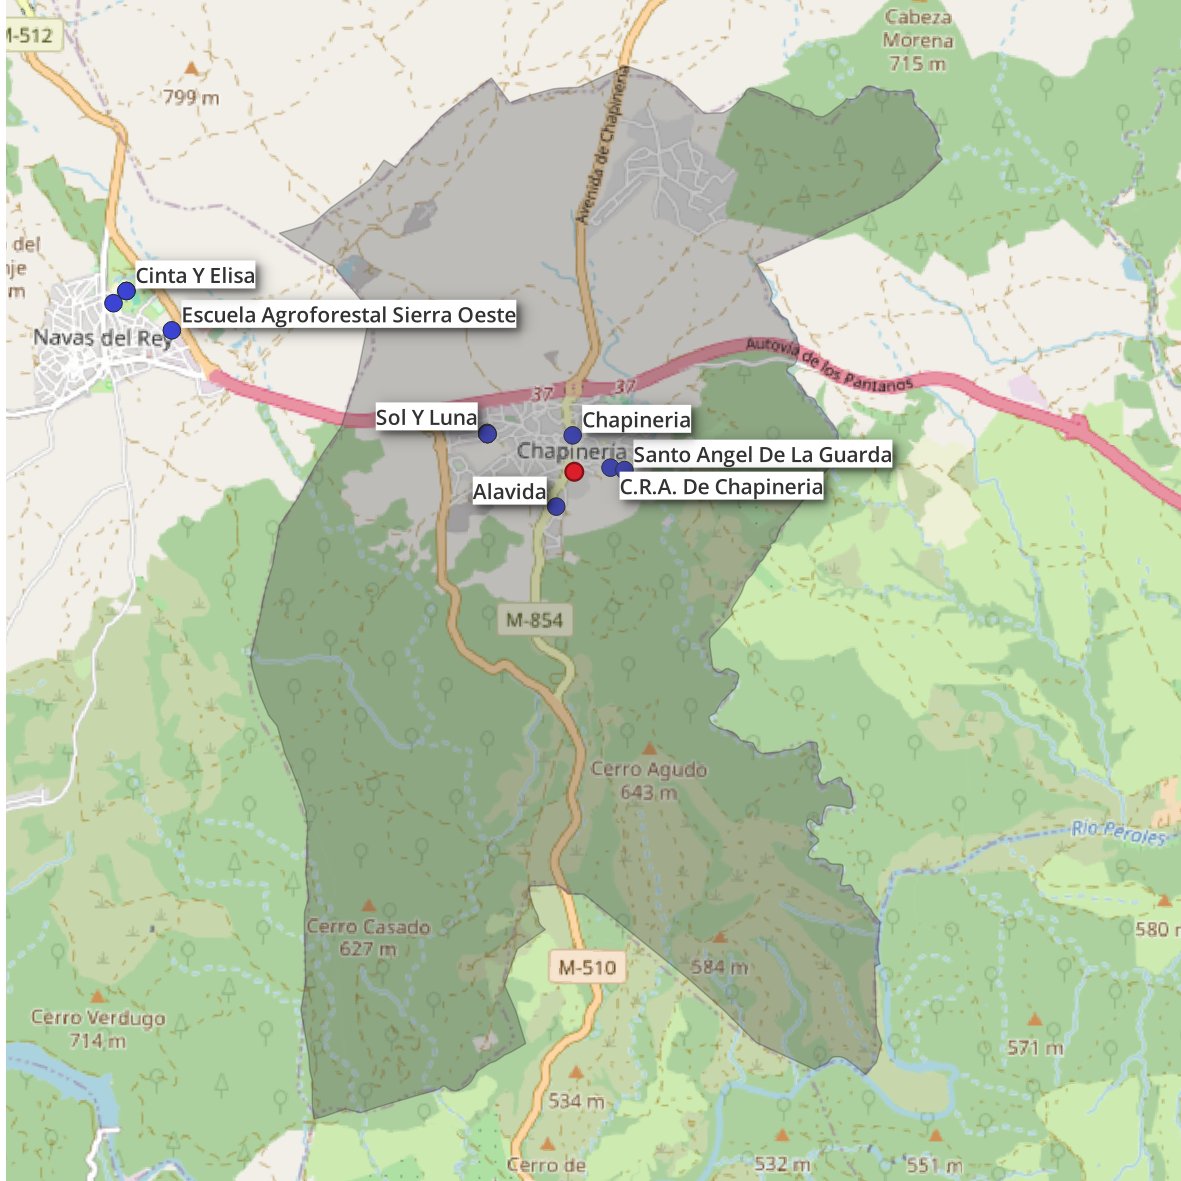 M-512
Cabeza
Morena
715 m
799 m
Avenida de Chapinería
del
nje
m
Cinta Y Elisa
Escuela Agroforestal Sierra Oeste
Navas del Rey
Autovía de los Pantanos
37
37
Sol Y Luna
Chapineria
Chapinería
Santo Angel De La Guarda
C.R.A. De Chapineria
Alavida
M-854
Cerro Agudo
643 m
Río Perales
Cerro Casado
627 m
580 m
M-510
584 m
Cerro Verdugo
714 m
571 m
534 m
Cerro de
532 m
551 m